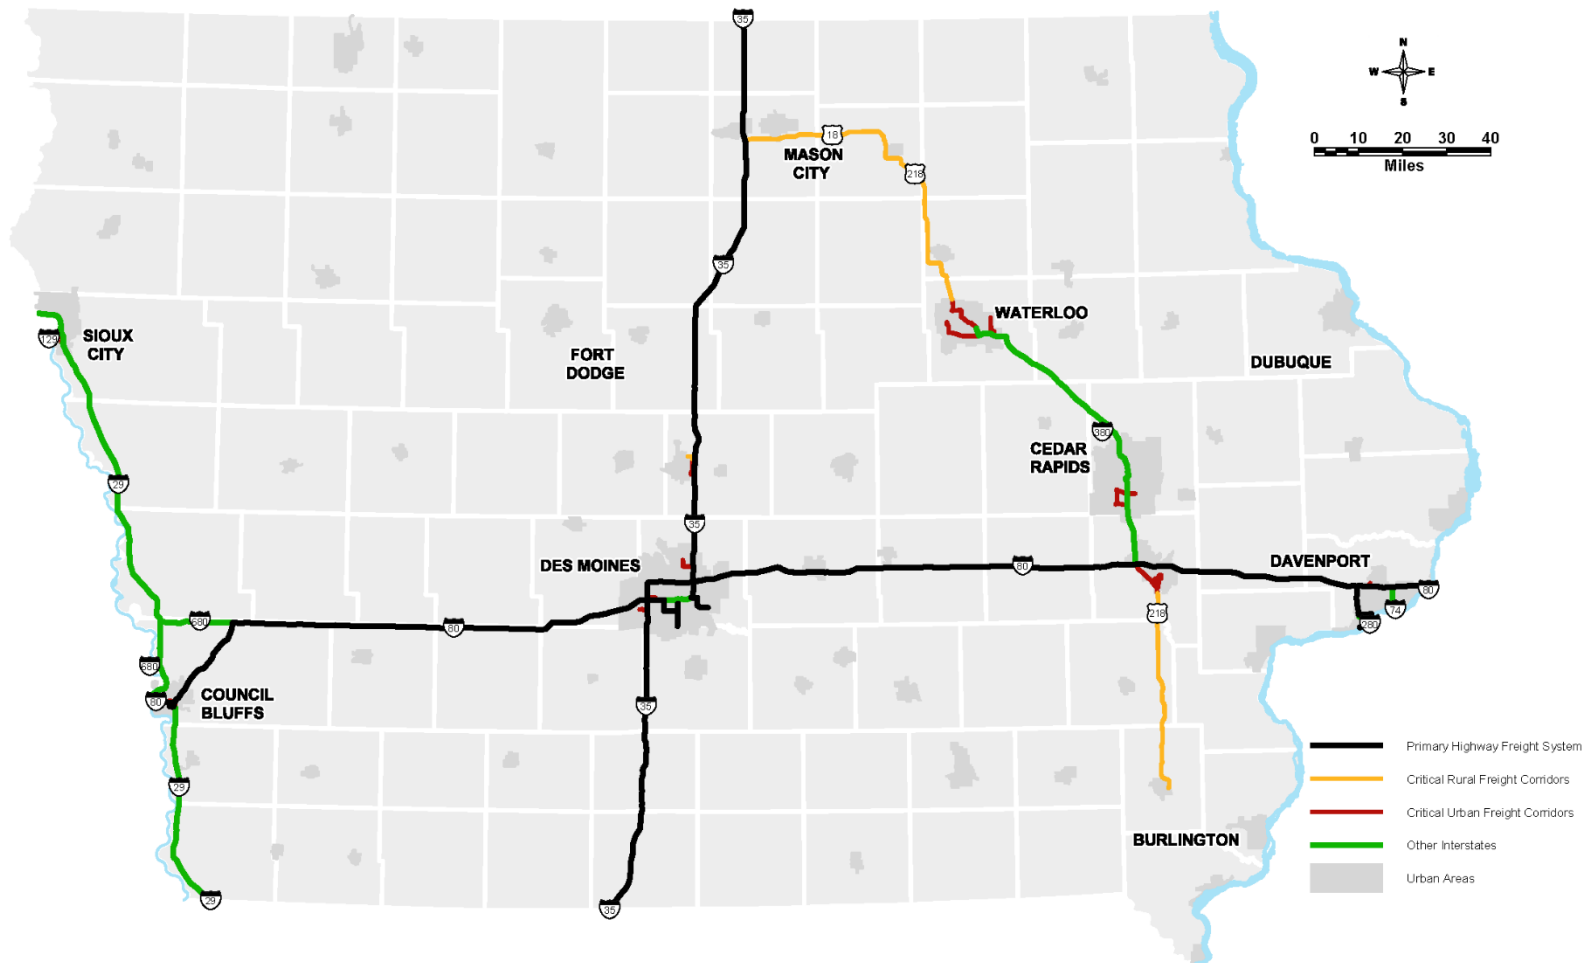 35
N
W E
S
0 10 20 30 40
Miles
18
MASON
CITY
218
35
WATERLOO
129
SIOUX
CITY
FORT
DODGE
DUBUQUE
380
CEDAR
RAPIDS
29
35
DES MOINES
80
DAVENPORT
80
74
218
280
680
80
680
80
COUNCIL
BLUFFS
35
29
Primary Highway Freight System
Critical Rural Freight Corridors
Critical Urban Freight Corridors
BURLINGTON
Other Interstates
Urban Areas
29
35